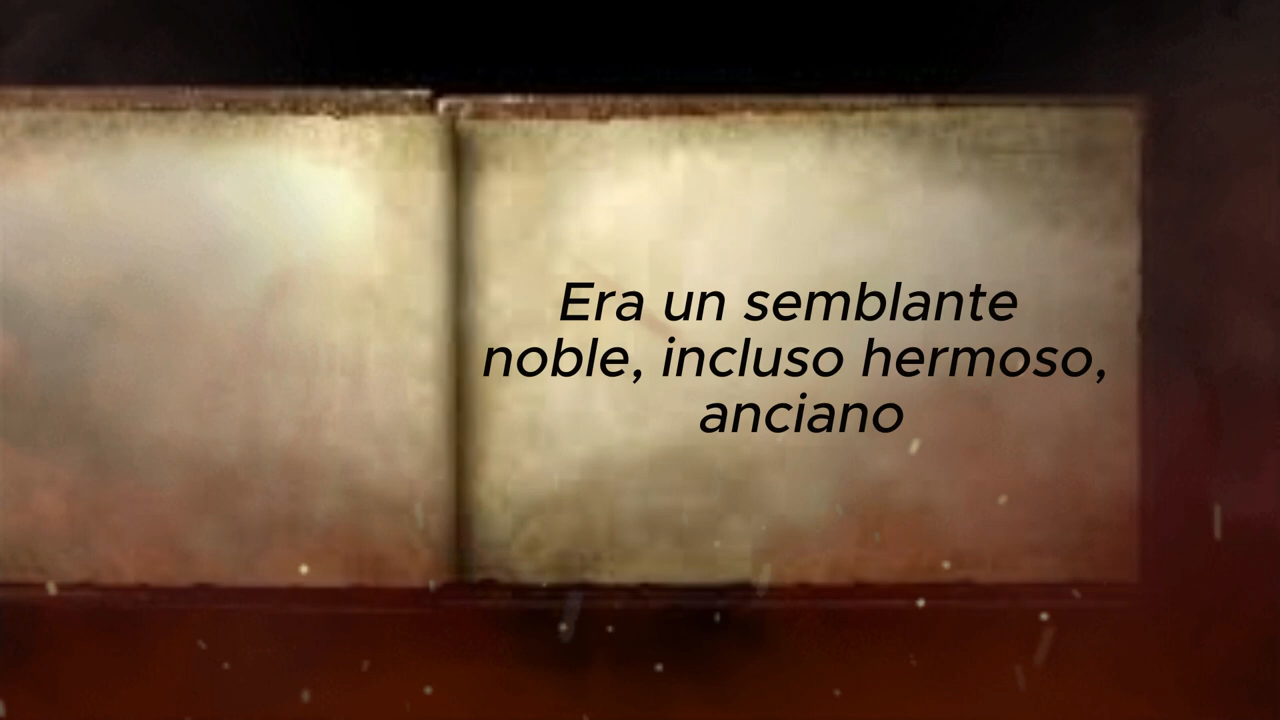 Era un semblante
noble, incluso hermoso,
anciano